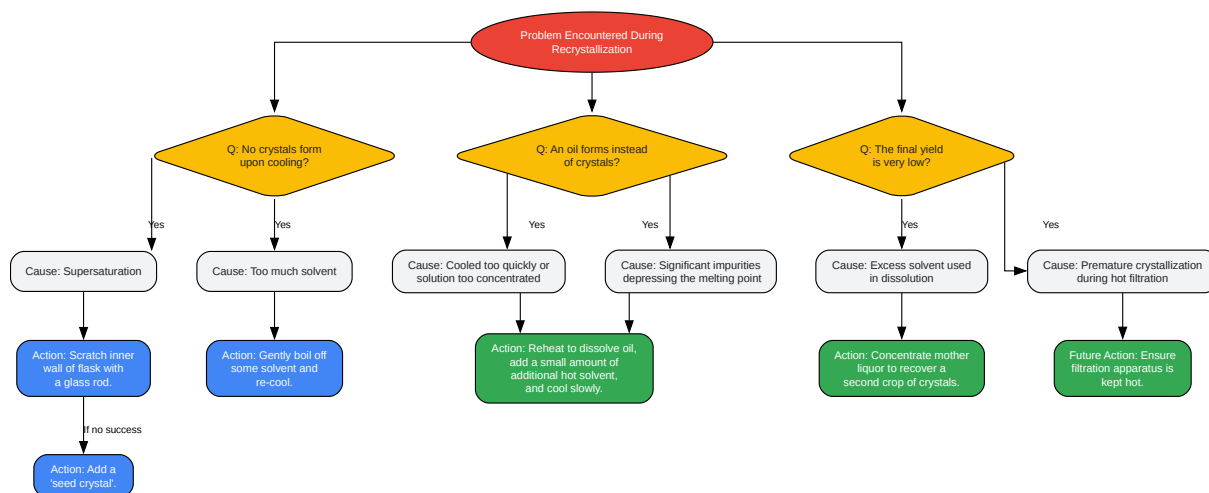 Problem Encountered During
Recrystallization
Q: No crystals form
upon cooling?
Q: An oil forms instead
of crystals?
Q: The final yield
is very low?
Yes
Yes
Yes
Yes
Yes
Yes
Cause: Supersaturation
Cause: Too much solvent
Cause: Cooled too quickly or
solution too concentrated
Cause: Significant impurities
depressing the melting point
Cause: Excess solvent used
in dissolution
Cause: Premature crystallization
during hot filtration
Action: Scratch inner
wall of flask with
a glass rod.
Action: Gently boil off
some solvent and
re-cool.
Action: Reheat to dissolve oil,
add a small amount of
additional hot solvent,
and cool slowly.
Action: Concentrate mother
liquor to recover a
second crop of crystals.
Future Action: Ensure
filtration apparatus is
kept hot.
If no success
Action: Add a
'seed crystal'.